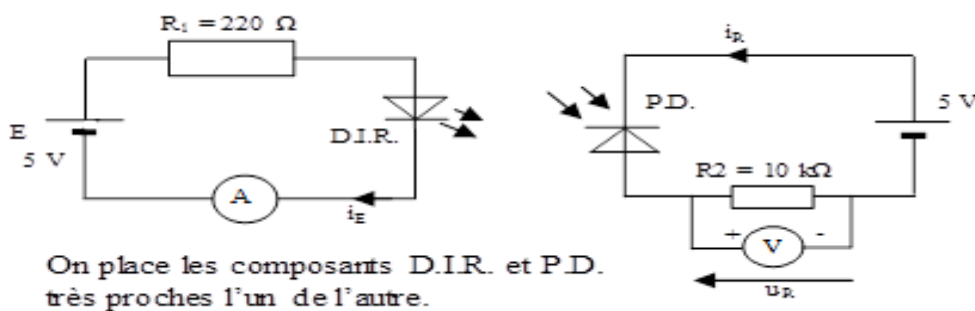 R₁ = 220 Ω
E
5 V
D.I.R.
A
i_E
i_R
P.D.
5 V
R2 = 10 kΩ
+ V -
u_R
On place les composants D.I.R. et P.D.
très proches l'un de l'autre.